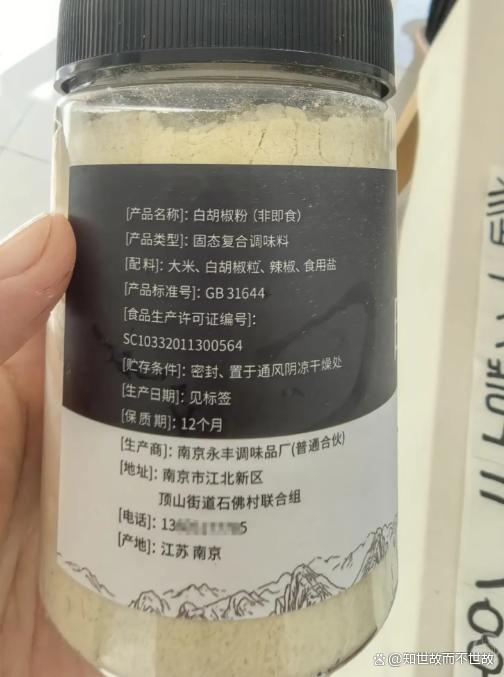 [产品名称]：白胡椒粉（非即食）
[产品类型]：固态复合调味料
[配料]：大米、白胡椒粒、辣椒、食用盐
[产品标准号]：GB 31644
[食品生产许可证编号]：
SC10332011300564
[贮存条件]：密封、置于通风阴凉干燥处
[生产日期]：见标签
[保质期]：12个月
[生产商]：南京永丰调味品厂(普通合伙)
[地址]：南京市江北新区
顶山街道石佛村联合组
[电话]：13 5
[产地]：江苏 南京
@知世故而不世故